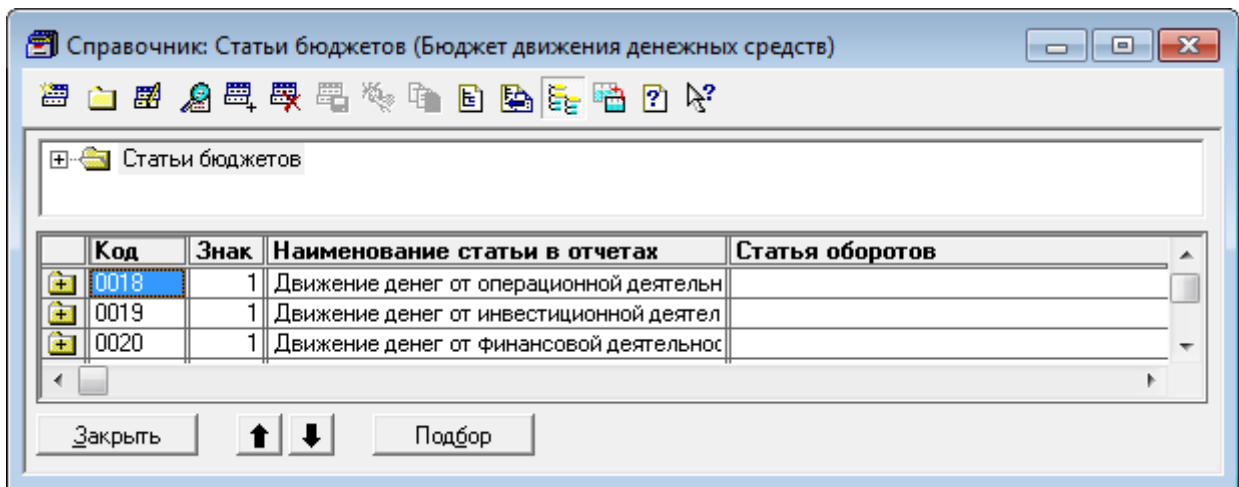 Справочник: Статьи бюджетов (Бюджет движения денежных средств)
Статьи бюджетов
Код Знак Наименование статьи в отчетах Статья оборотов
0018 1 Движение денег от операционной деятельн
0019 1 Движение денег от инвестиционной деятел
0020 1 Движение денег от финансовой деятельнос
Закрыть Подбор